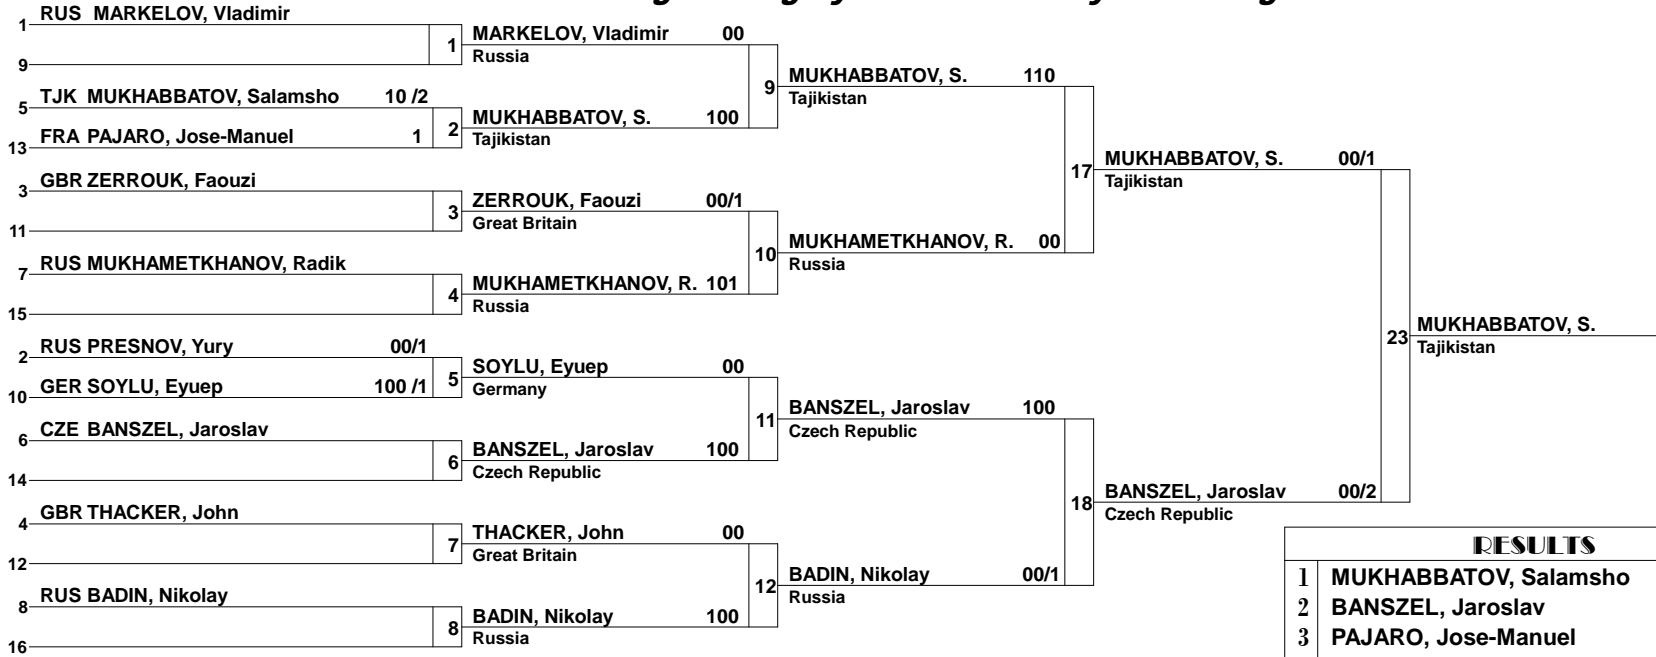 RUS MARKELOV, Vladimir
1
1
9
MARKELOV, Vladimir 00
Russia
TJK MUKHABBATOV, Salamsho 10 /2
5
FRA PAJARO, Jose-Manuel 1
2
13
MUKHABBATOV, S. 100
Tajikistan
9
MUKHABBATOV, S. 110
Tajikistan
GBR ZERROUK, Faouzi
3
3
11
ZERROUK, Faouzi 00/1
Great Britain
RUS MUKHAMETKHANOV, Radik
7
4
15
MUKHAMETKHANOV, R. 101
Russia
10
MUKHAMETKHANOV, R. 00
Russia
17
MUKHABBATOV, S. 00/1
Tajikistan
RUS PRESNOV, Yury 00/1
2
GER SOYLU, Eyuep 100 /1
5
10
SOYLU, Eyuep 00
Germany
CZE BANSZEL, Jaroslav
6
6
14
BANSZEL, Jaroslav 100
Czech Republic
11
BANSZEL, Jaroslav 100
Czech Republic
GBR THACKER, John
4
7
12
THACKER, John 00
Great Britain
RUS BADIN, Nikolay
8
8
16
BADIN, Nikolay 100
Russia
12
BADIN, Nikolay 00/1
Russia
18
BANSZEL, Jaroslav 00/2
Czech Republic
23
MUKHABBATOV, S.
Tajikistan
RESULTS
1 MUKHABBATOV, Salamsho
2 BANSZEL, Jaroslav
3 PAJARO, Jose-Manuel